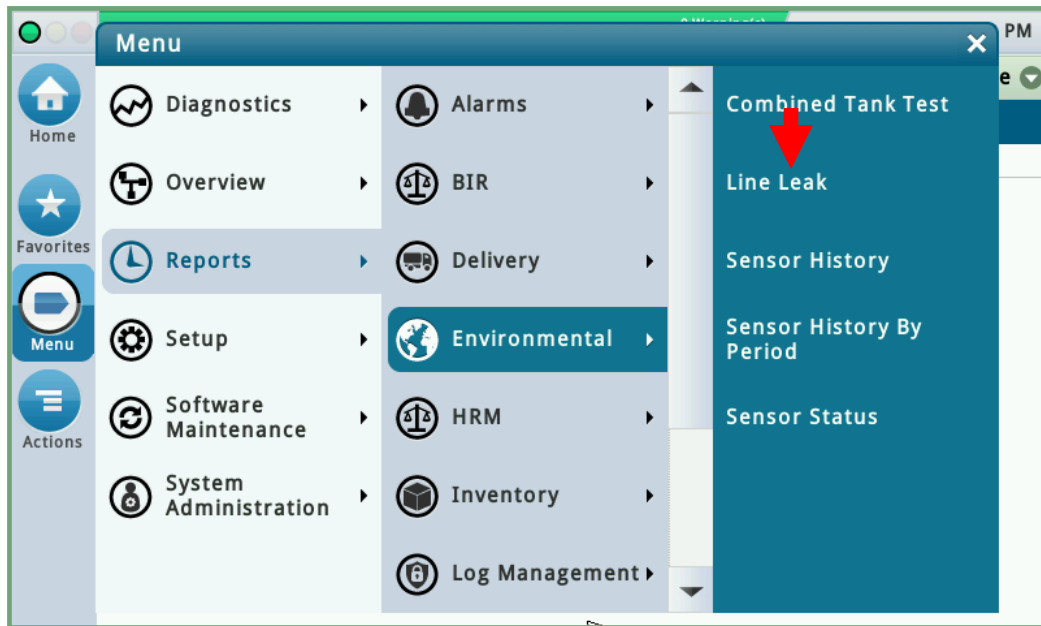 PM
Menu
e
Home
Favorites
Menu
Actions
Diagnostics
Overview
Reports
Setup
Software
Maintenance
System
Administration
Alarms
BIR
Delivery
Environmental
HRM
Inventory
Log Management
Combined Tank Test
Line Leak
Sensor History
Sensor History By
Period
Sensor Status